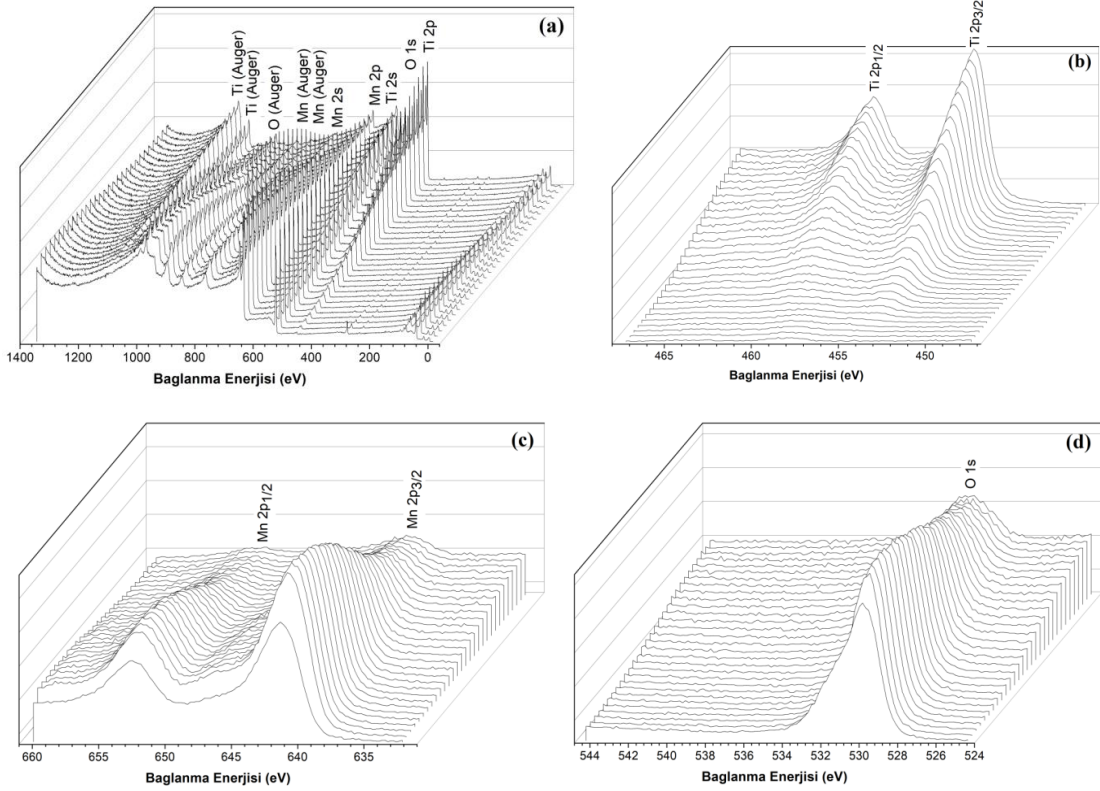 (a)
Ti (Auger)
Ti (Auger)
O (Auger)
Mn (Auger)
Mn (Auger)
Mn 2s
Mn 2p
Ti 2s
O 1s
Ti 2p
1400 1200 1000 800 600 400 200 0
Baglanma Enerjisi (eV)
(b)
Ti 2p1/2
Ti 2p3/2
465 460 455 450
Baglanma Enerjisi (eV)
(c)
Mn 2p1/2
Mn 2p3/2
660 655 650 645 640 635
Baglanma Enerjisi (eV)
(d)
O 1s
544 542 540 538 536 534 532 530 528 526 524
Baglanma Enerjisi (eV)